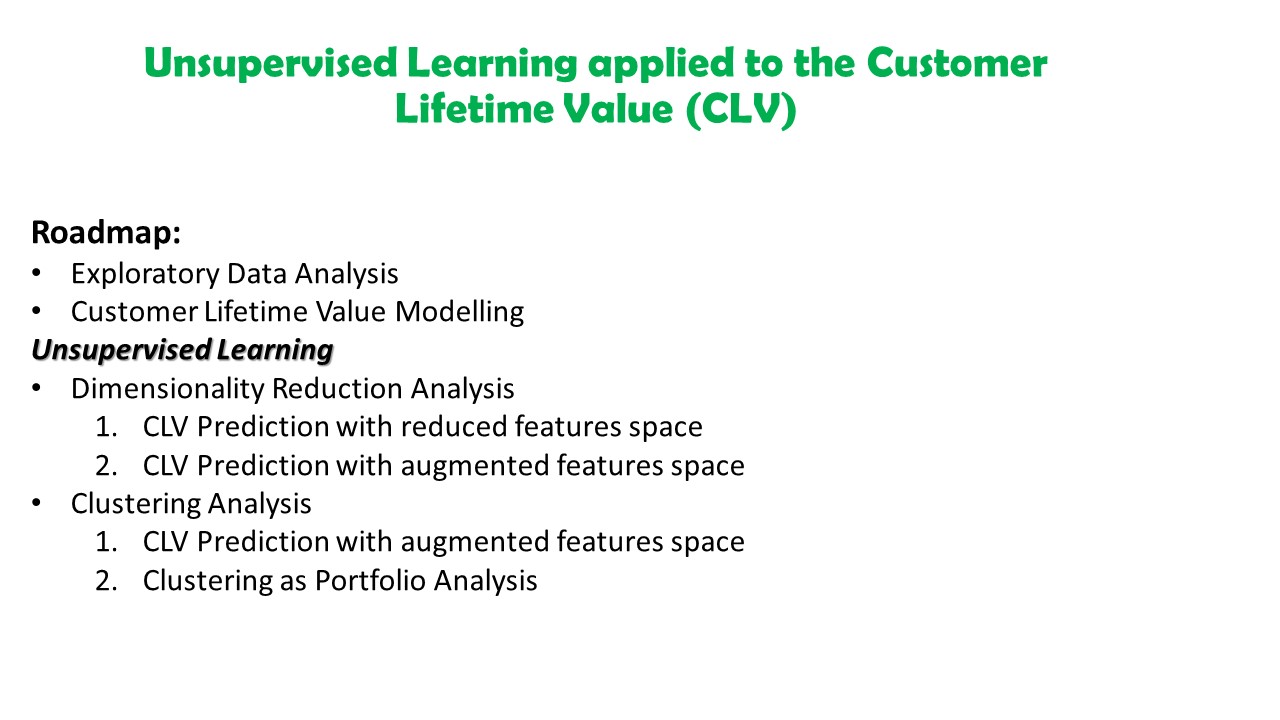 Unsupervised Learning applied to the Customer
Lifetime Value (CLV)
Roadmap:
• Exploratory Data Analysis
• Customer Lifetime Value Modelling
Unsupervised Learning
• Dimensionality Reduction Analysis
1. CLV Prediction with reduced features space
2. CLV Prediction with augmented features space
• Clustering Analysis
1. CLV Prediction with augmented features space
2. Clustering as Portfolio Analysis